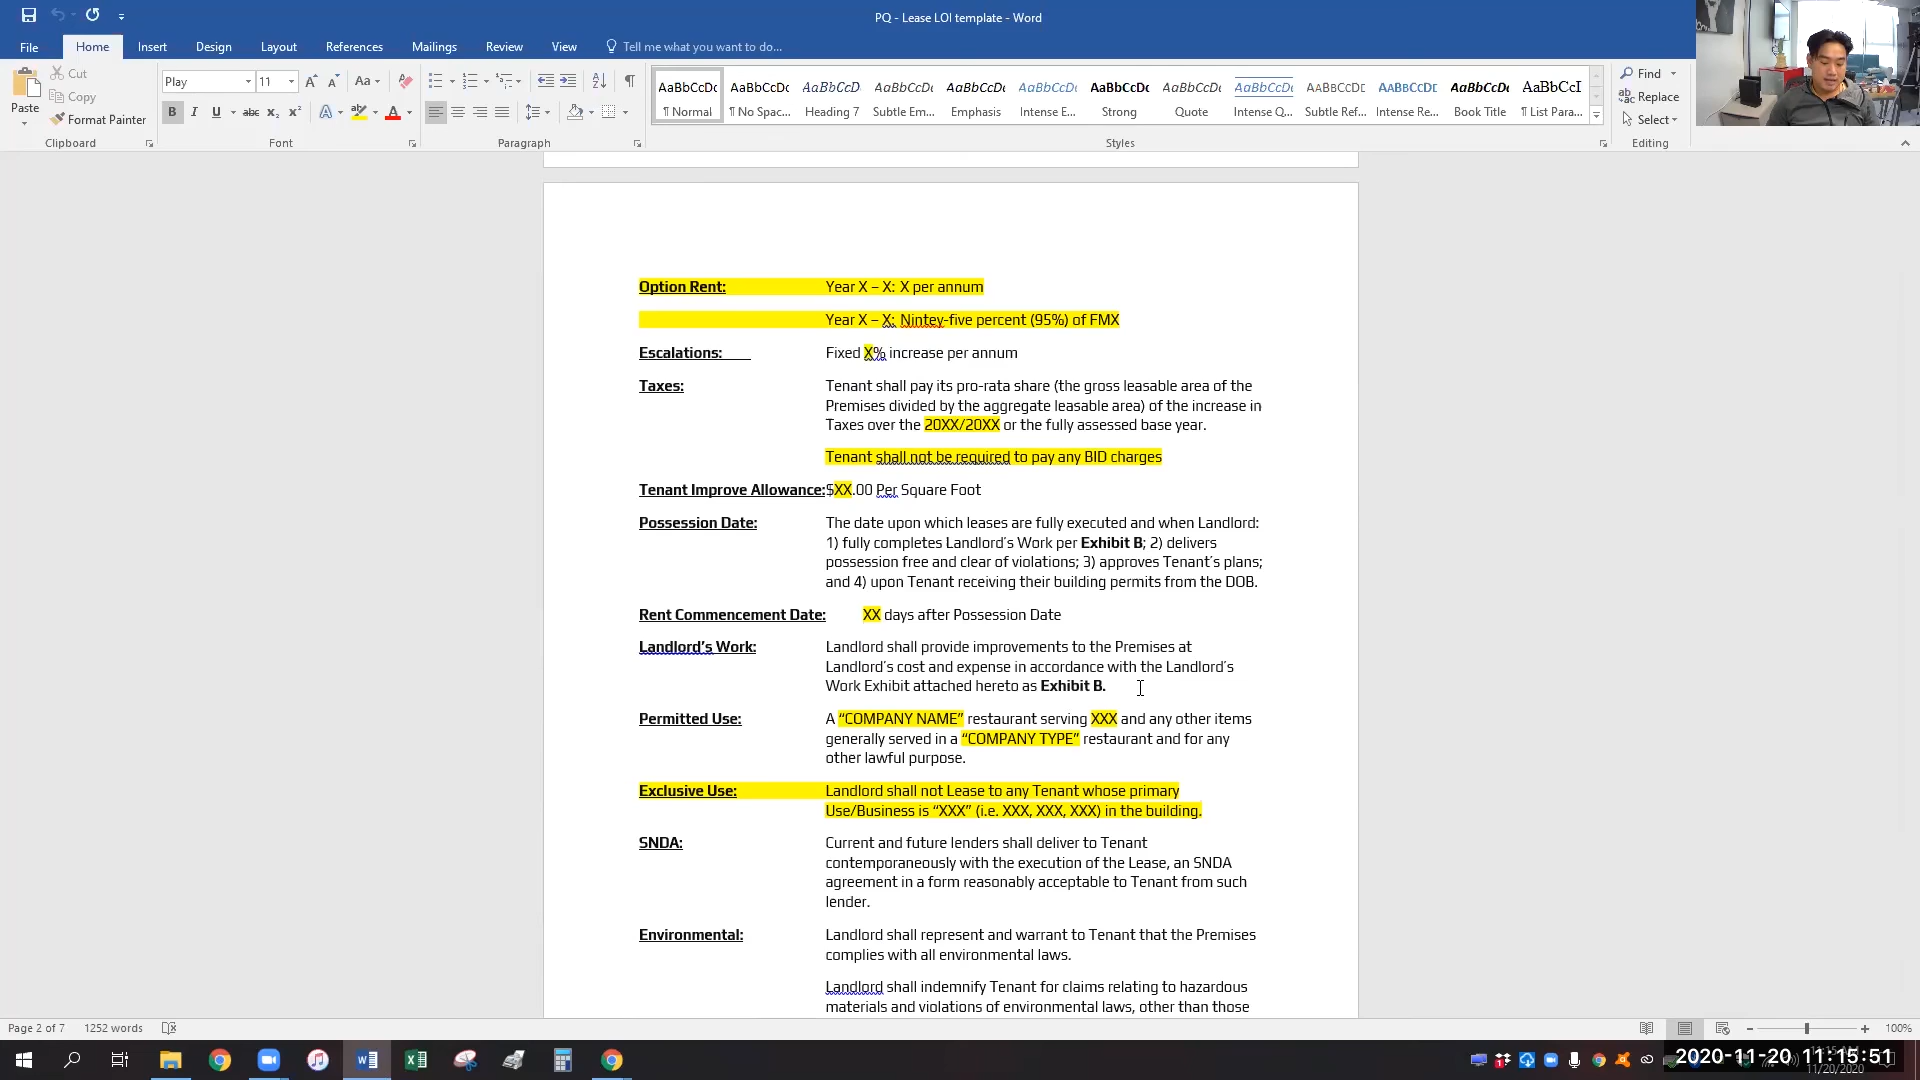 PQ - Lease LOI template - Word
File Home Insert Design Layout References Mailings Review View Tell me what you want to do...
Cut
Copy
Paste
Format Painter
Play 11
Aa
B I U abc X₂ X²
AaBbCcDc AaBbCcDc AaBbCcD AaBbCcDc AaBbCcDc AaBbCcDc AaBbCcDc AaBbCcDc AaBbCcDc AABBCCDE AABBCCDE AaBbCcDc AaBbCcI
¶ Normal ¶ No Spac... Heading 7 Subtle Em... Emphasis Intense E... Strong Quote Intense Q... Subtle Ref... Intense Re... Book Title ¶ List Para...
Find
Replace
Select
Clipboard Font Paragraph Styles Editing
Option Rent: Year X – X: X per annum
Year X – X: Nintey-five percent (95%) of FMX
Escalations: Fixed X% increase per annum
Taxes: Tenant shall pay its pro-rata share (the gross leasable area of the
Premises divided by the aggregate leasable area) of the increase in
Taxes over the 20XX/20XX or the fully assessed base year.
Tenant shall not be required to pay any BID charges
Tenant Improve Allowance:$XX.00 Per Square Foot
Possession Date: The date upon which leases are fully executed and when Landlord:
1) fully completes Landlord's Work per Exhibit B; 2) delivers
possession free and clear of violations; 3) approves Tenant's plans;
and 4) upon Tenant receiving their building permits from the DOB.
Rent Commencement Date: XX days after Possession Date
Landlord's Work: Landlord shall provide improvements to the Premises at
Landlord's cost and expense in accordance with the Landlord's
Work Exhibit attached hereto as Exhibit B.
Permitted Use: A “COMPANY NAME” restaurant serving XXX and any other items
generally served in a “COMPANY TYPE” restaurant and for any
other lawful purpose.
Exclusive Use: Landlord shall not Lease to any Tenant whose primary
Use/Business is “XXX” (i.e. XXX, XXX, XXX) in the building.
SNDA: Current and future lenders shall deliver to Tenant
contemporaneously with the execution of the Lease, an SNDA
agreement in a form reasonably acceptable to Tenant from such
lender.
Environmental: Landlord shall represent and warrant to Tenant that the Premises
complies with all environmental laws.
Landlord shall indemnify Tenant for claims relating to hazardous
materials and violations of environmental laws, other than those
Page 2 of 7 1252 words 100%
2020-11-20 11:15:51
11/20/2020